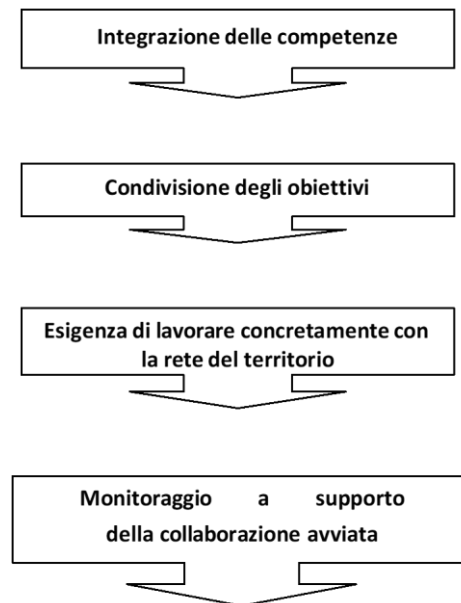 Integrazione delle competenze
Condivisione degli obiettivi
Esigenza di lavorare concretamente con
la rete del territorio
Monitoraggio a supporto
della collaborazione avviata